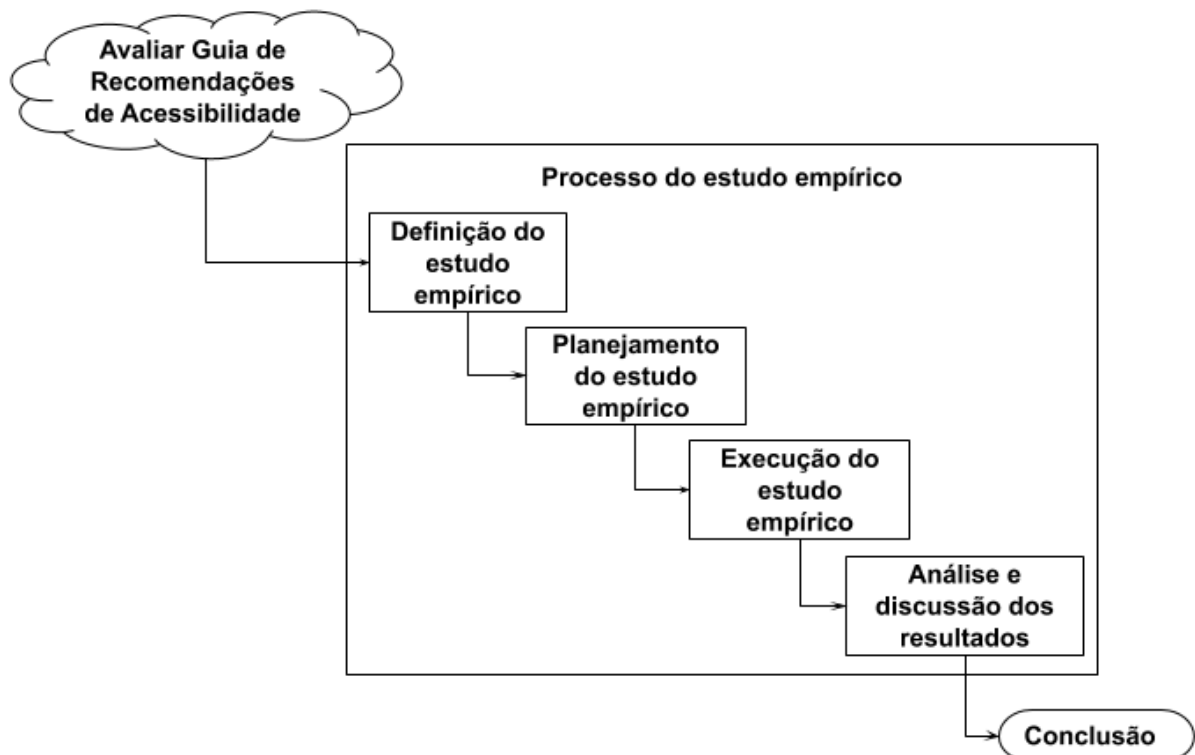 Avaliar Guia de
Recomendações
de Acessibilidade
Processo do estudo empírico
Definição do
estudo
empírico
Planejamento
do estudo
empírico
Execução do
estudo
empírico
Análise e
discussão dos
resultados
Conclusão